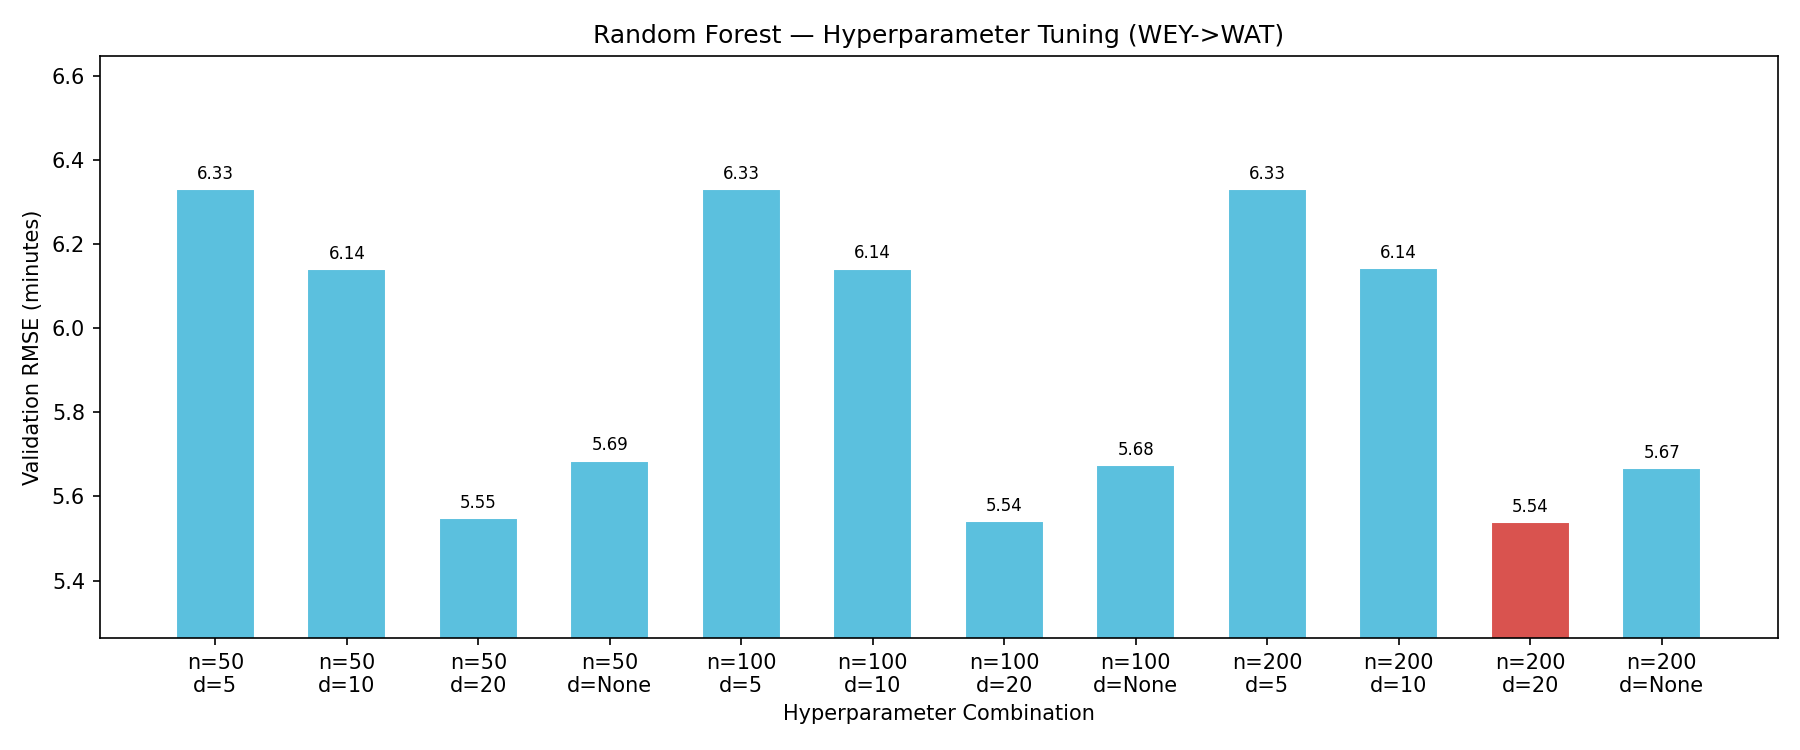 Random Forest — Hyperparameter Tuning (WEY->WAT)
Validation RMSE (minutes)
6.6
6.4
6.2
6.0
5.8
5.6
5.4
6.33
6.14
5.55
5.69
6.33
6.14
5.54
5.68
6.33
6.14
5.54
5.67
n=50
d=5
n=50
d=10
n=50
d=20
n=50
d=None
n=100
d=5
n=100
d=10
n=100
d=20
n=100
d=None
n=200
d=5
n=200
d=10
n=200
d=20
n=200
d=None
Hyperparameter Combination